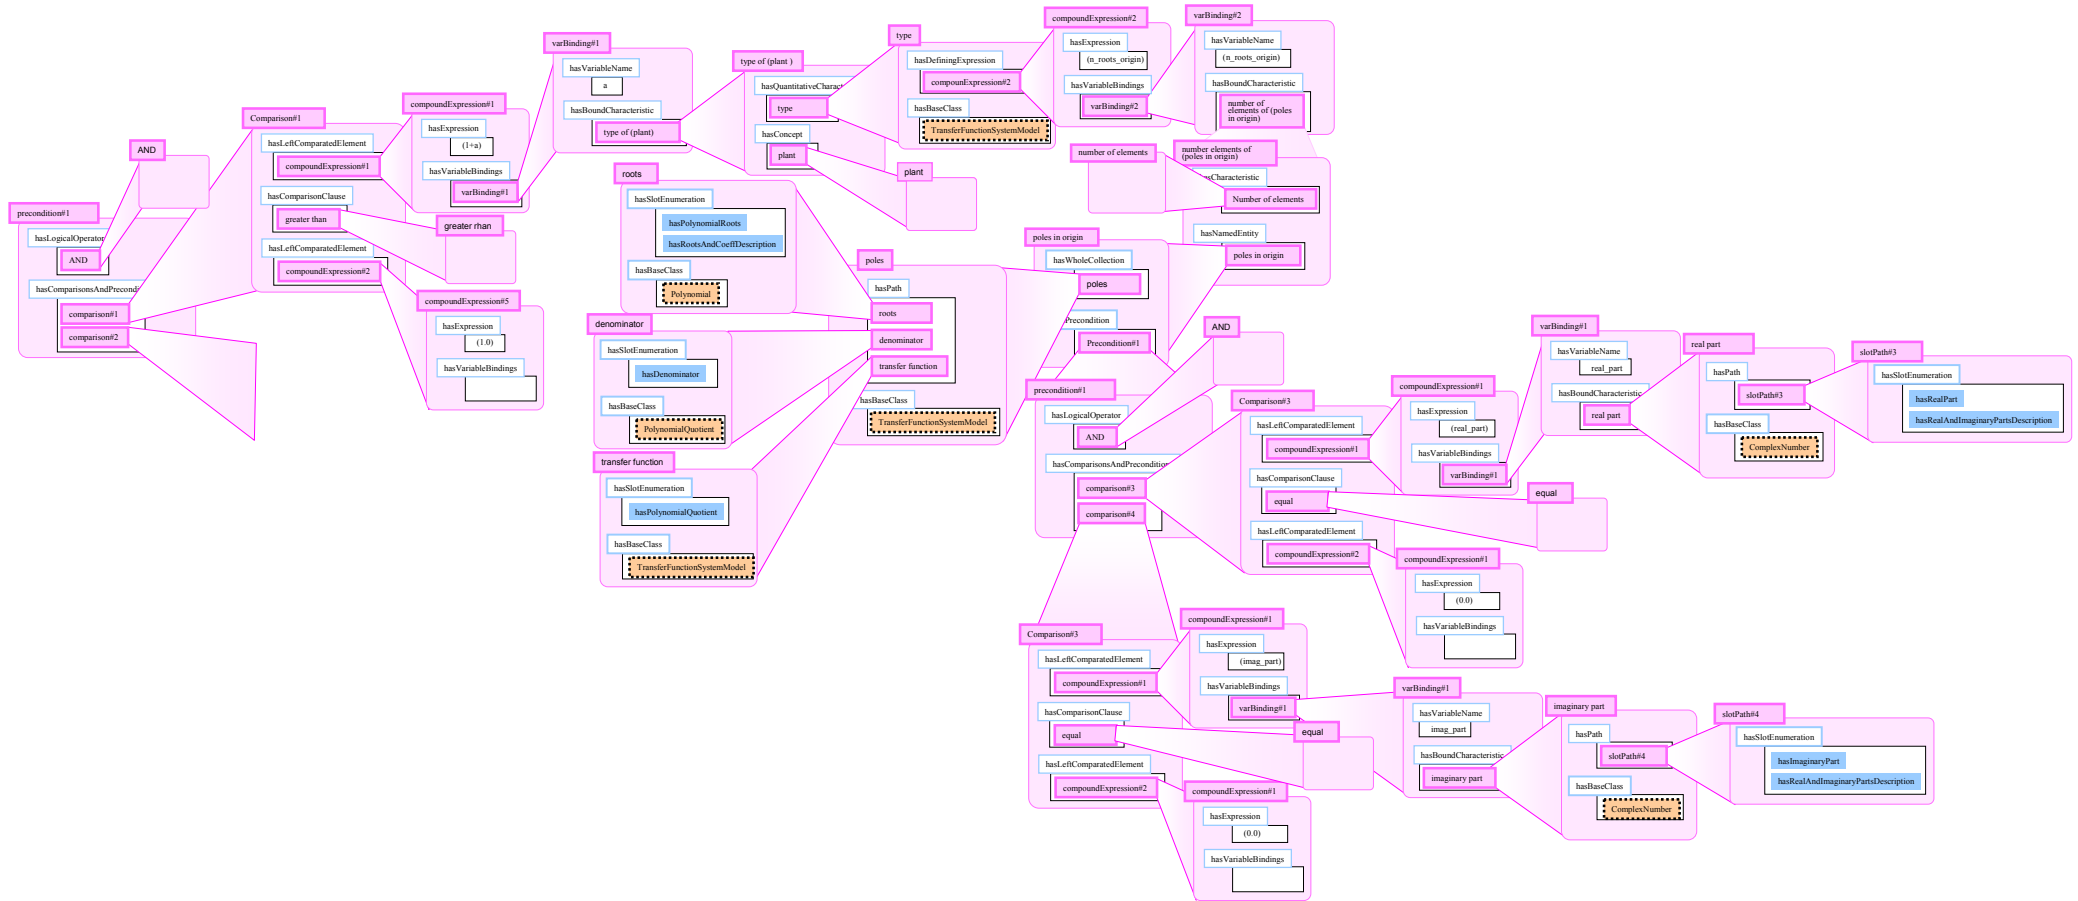 precondition#1
hasLogicalOperator
AND
hasComparisonsAndPrecondi
comparison#1
comparison#2
AND
Comparison#1
hasLeftComparatedElement
compoundExpression#1
hasComparisonClause
greater than
hasLeftComparatedElement
compoundExpression#2
compoundExpression#1
hasExpression
(1+a)
hasVariableBindings
varBinding#1
greater rhan
compoundExpression#5
hasExpression
(1.0)
hasVariableBindings
varBinding#1
hasVariableName
a
hasBoundCharacteristic
type of (plant)
type of (plant )
hasQuantitativeCharact
type
hasConcept
plant
plant
type
hasDefiningExpression
compounExpression#2
hasBaseClass
TransferFunctionSystemModel
compoundExpression#2
hasExpression
(n_roots_origin)
hasVariableBindings
varBinding#2
varBinding#2
hasVariableName
(n_roots_origin)
hasBoundCharacteristic
number of
elements of (poles
in origin)
number of elements
number elements of
(poles in origin)
asCharacteristic
Number of elements
hasNamedEntity
poles in origin
roots
hasSlotEnumeration
hasPolynomialRoots
hasRootsAndCoeffDescription
hasBaseClass
Polynomial
denominator
hasSlotEnumeration
hasDenominator
hasBaseClass
PolynomialQuotient
transfer function
hasSlotEnumeration
hasPolynomialQuotient
hasBaseClass
TransferFunctionSystemModel
poles
hasPath
roots
denominator
transfer function
hasBaseClass
TransferFunctionSystemModel
poles in origin
hasWholeCollection
poles
Precondition
Precondition#1
precondition#1
hasLogicalOperator
AND
hasComparisonsAndPrecondition
comparison#3
comparison#4
AND
Comparison#3
hasLeftComparatedElement
compoundExpression#1
hasComparisonClause
equal
hasLeftComparatedElement
compoundExpression#2
compoundExpression#1
hasExpression
(real_part)
hasVariableBindings
varBinding#1
varBinding#1
hasVariableName
real_part
hasBoundCharacteristic
real part
real part
hasPath
slotPath#3
hasBaseClass
ComplexNumber
slotPath#3
hasSlotEnumeration
hasRealPart
hasRealAndImaginaryPartsDescription
equal
compoundExpression#1
hasExpression
(0.0)
hasVariableBindings
Comparison#3
hasLeftComparatedElement
compoundExpression#1
hasComparisonClause
equal
hasLeftComparatedElement
compoundExpression#2
compoundExpression#1
hasExpression
(imag_part)
hasVariableBindings
varBinding#1
equal
compoundExpression#1
hasExpression
(0.0)
hasVariableBindings
varBinding#1
hasVariableName
imag_part
hasBoundCharacteristic
imaginary part
imaginary part
hasPath
slotPath#4
hasBaseClass
ComplexNumber
slotPath#4
hasSlotEnumeration
hasImaginaryPart
hasRealAndImaginaryPartsDescription